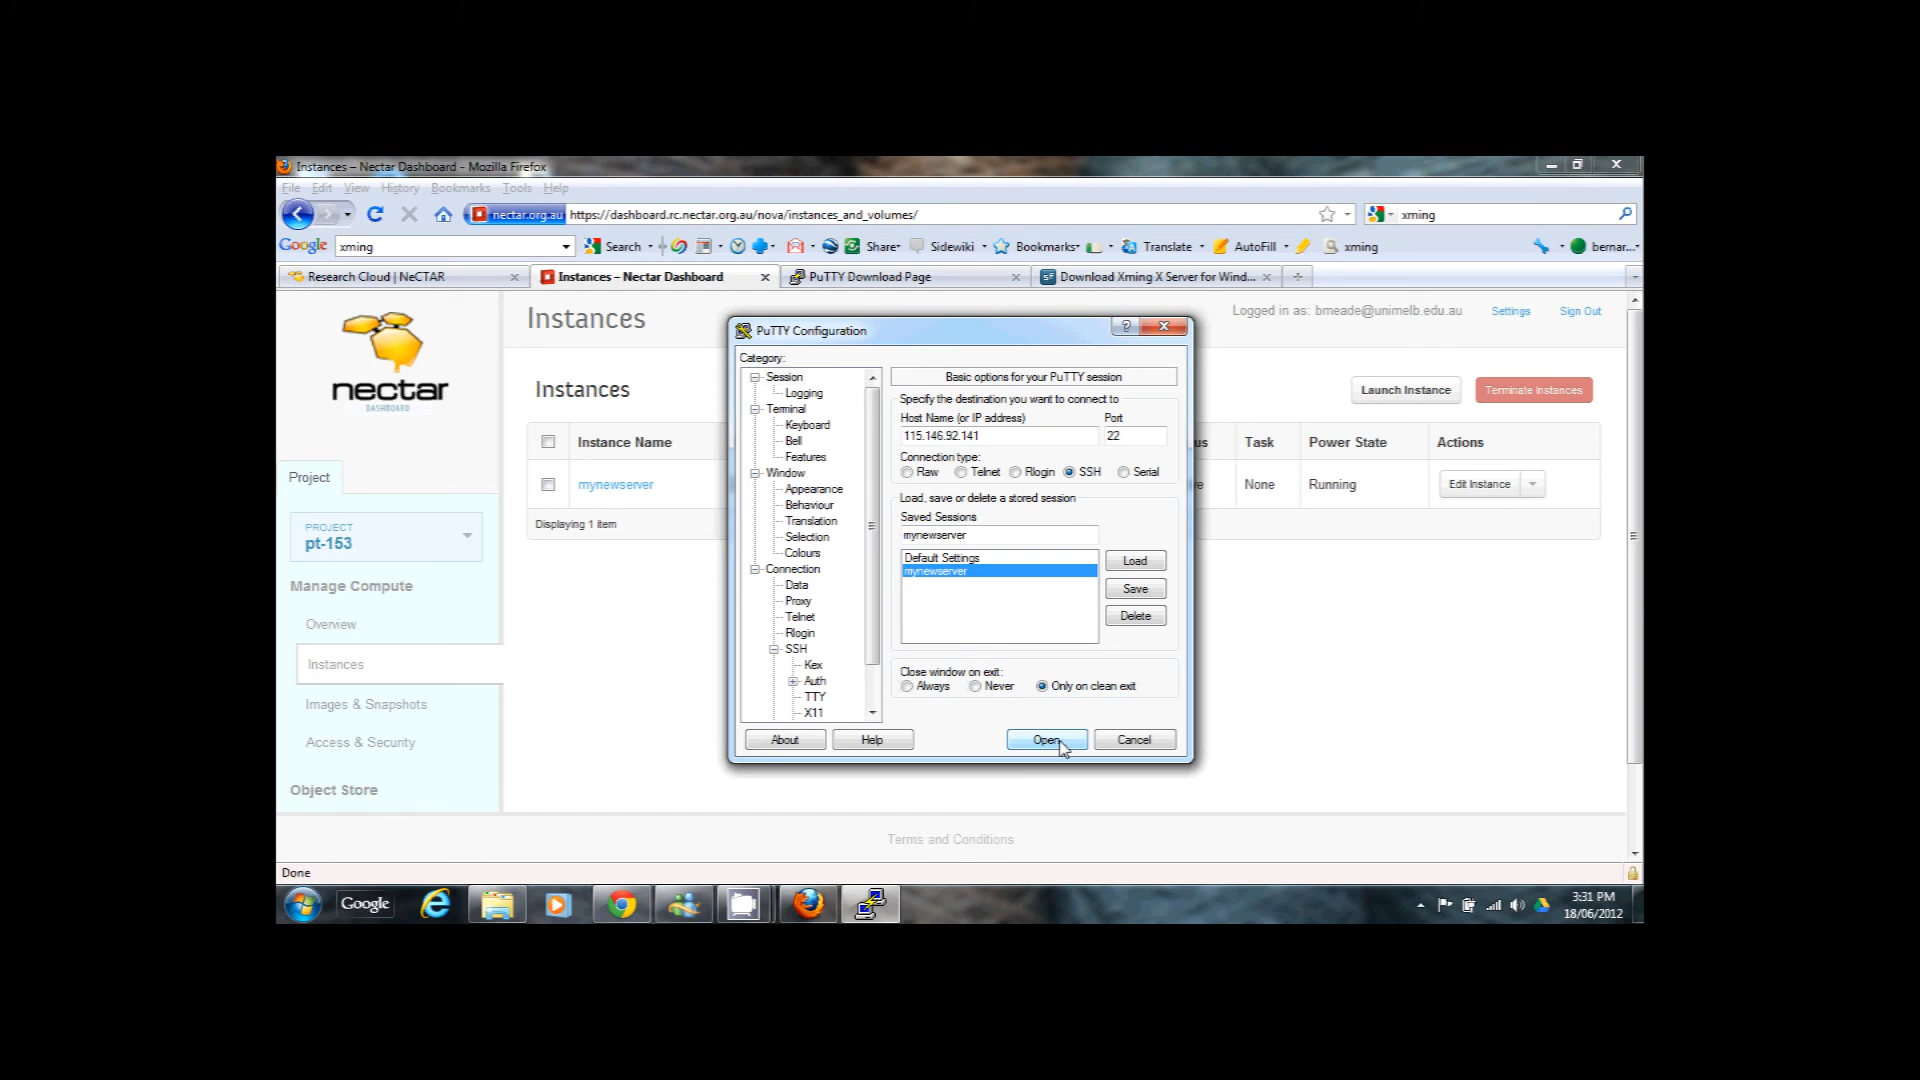 Instances – Nectar Dashboard - Mozilla Firefox
File Edit View History Bookmarks Tools Help
nectar.org.au https://dashboard.rc.nectar.org.au/nova/instances_and_volumes/
xming
Google xming Search Share Sidewiki Bookmarks Translate AutoFill xming bernar...
Research Cloud | NeCTAR
Instances – Nectar Dashboard
PuTTY Download Page
Download Xming X Server for Wind...
nectar
DASHBOARD
Instances
Logged in as: bmeade@unimelb.edu.au Settings Sign Out
Instances
Launch Instance Terminate Instances
Instance Name us Task Power State Actions
mynewserver None Running Edit Instance
Displaying 1 item
Project
PROJECT
pt-153
Manage Compute
Overview
Instances
Images & Snapshots
Access & Security
Object Store
PuTTY Configuration
Category:
Session
Logging
Terminal
Keyboard
Bell
Features
Window
Appearance
Behaviour
Translation
Selection
Colours
Connection
Data
Proxy
Telnet
Rlogin
SSH
Kex
Auth
TTY
X11
Basic options for your PuTTY session
Specify the destination you want to connect to
Host Name (or IP address) Port
115.146.92.141 22
Connection type:
Raw Telnet Rlogin SSH Serial
Load, save or delete a stored session
Saved Sessions
mynewserver
Default Settings
mynewserver
Load
Save
Delete
Close window on exit:
Always Never Only on clean exit
About Help Open Cancel
Terms and Conditions
Done
Google
3:31 PM
18/06/2012